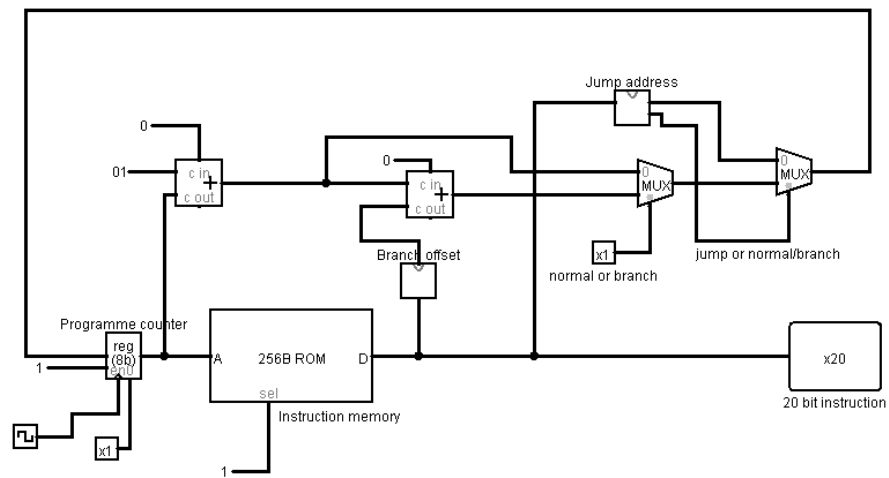 Jump address
0
0
01
c in
+
c out
0
c in
+
c out
0
MUX
0
MUX
x1
normal or branch
jump or normal/branch
Branch offset
Programme counter
reg
(8b)
en0
1
A
256B ROM
D
sel
Instruction memory
x20
20 bit instruction
x1
1